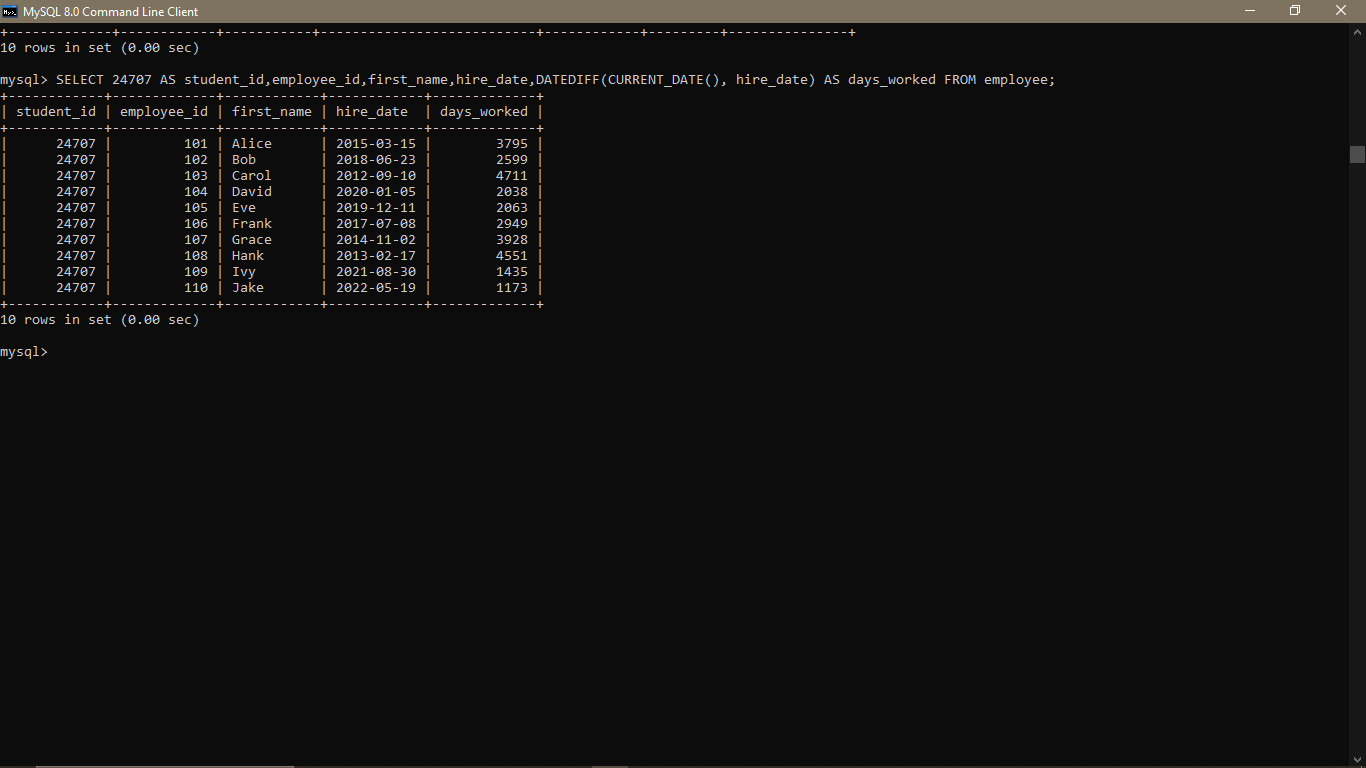 MySQL 8.0 Command Line Client
+-------------+------------+-----------+---------------------------+------------+---------+---------------+
10 rows in set (0.00 sec)
mysql> SELECT 24707 AS student_id,employee_id,first_name,hire_date,DATEDIFF(CURRENT_DATE(), hire_date) AS days_worked FROM employee;
+------------+-------------+------------+------------+-------------+
| student_id | employee_id | first_name | hire_date  | days_worked |
+------------+-------------+------------+------------+-------------+
|      24707 |         101 | Alice      | 2015-03-15 |        3795 |
|      24707 |         102 | Bob        | 2018-06-23 |        2599 |
|      24707 |         103 | Carol      | 2012-09-10 |        4711 |
|      24707 |         104 | David      | 2020-01-05 |        2038 |
|      24707 |         105 | Eve        | 2019-12-11 |        2063 |
|      24707 |         106 | Frank      | 2017-07-08 |        2949 |
|      24707 |         107 | Grace      | 2014-11-02 |        3928 |
|      24707 |         108 | Hank       | 2013-02-17 |        4551 |
|      24707 |         109 | Ivy        | 2021-08-30 |        1435 |
|      24707 |         110 | Jake       | 2022-05-19 |        1173 |
+------------+-------------+------------+------------+-------------+
10 rows in set (0.00 sec)
mysql>